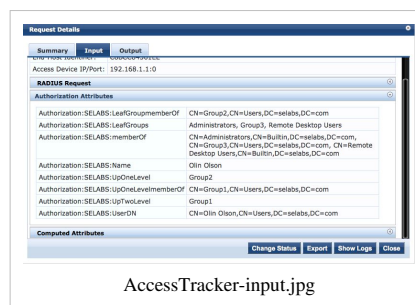 Request Details
Summary Input Output
Access Device IP/Port: 192.168.1.1:0
RADIUS Request
Authorization Attributes
Authorization:SELABS:LeafGroupmemberOf CN=Group2,CN=Users,DC=selabs,DC=com
Authorization:SELABS:LeafGroups Administrators, Group3, Remote Desktop Users
Authorization:SELABS:memberOf CN=Administrators,CN=Builtin,DC=selabs,DC=com,
CN=Group3,CN=Users,DC=selabs,DC=com, CN=Remote
Desktop Users,CN=Builtin,DC=selabs,DC=com
Authorization:SELABS:Name Olin Olson
Authorization:SELABS:UpOneLevel Group2
Authorization:SELABS:UpOneLevelmemberOf CN=Group1,CN=Users,DC=selabs,DC=com
Authorization:SELABS:UpTwoLevel Group1
Authorization:SELABS:UserDN CN=Olin Olson,CN=Users,DC=selabs,DC=com
Computed Attributes
Change Status Export Show Logs Close
AccessTracker-input.jpg